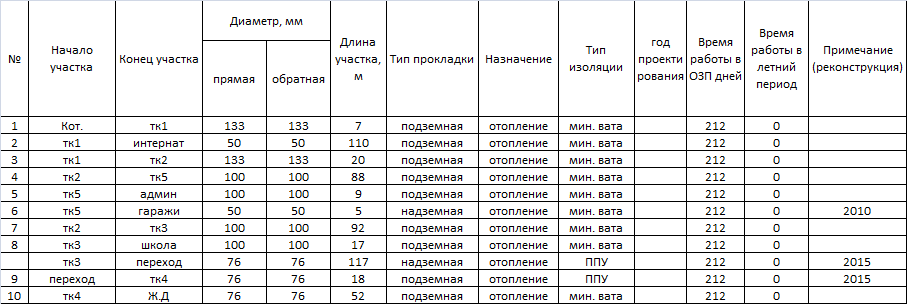 № Начало участка Конец участка Диаметр, мм Длина участка, м Тип прокладки Назначение Тип изоляции год проекти рования Время работы в ОЗП дней Время работы в летний период Примечание (реконструкция)
прямая обратная
1 Кот. тк1 133 133 7 подземная отопление мин. вата 212 0
2 тк1 интернат 50 50 110 подземная отопление мин. вата 212 0
3 тк1 тк2 133 133 20 подземная отопление мин. вата 212 0
4 тк2 тк5 100 100 88 подземная отопление мин. вата 212 0
5 тк5 админ 100 100 9 подземная отопление мин. вата 212 0
6 тк5 гаражи 50 50 5 надземная отопление мин. вата 212 0 2010
7 тк2 тк3 100 100 92 подземная отопление мин. вата 212 0
8 тк3 школа 100 100 17 подземная отопление мин. вата 212 0
тк3 переход 76 76 117 надземная отопление ППУ 212 0 2015
9 переход тк4 76 76 18 подземная отопление ППУ 212 0 2015
10 тк4 Ж.Д 76 76 52 подземная отопление мин. вата 212 0